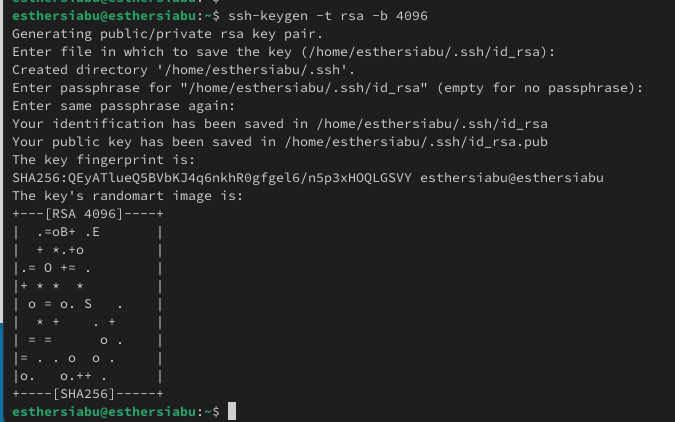 esthersiabu@esthersiabu:~$ ssh-keygen -t rsa -b 4096
Generating public/private rsa key pair.
Enter file in which to save the key (/home/esthersiabu/.ssh/id_rsa):
Created directory '/home/esthersiabu/.ssh'.
Enter passphrase for "/home/esthersiabu/.ssh/id_rsa" (empty for no passphrase):
Enter same passphrase again:
Your identification has been saved in /home/esthersiabu/.ssh/id_rsa
Your public key has been saved in /home/esthersiabu/.ssh/id_rsa.pub
The key fingerprint is:
SHA256:QEyATlueQ5BVbKJ4q6nkhR0gfgel6/n5p3xHOQLGSVY esthersiabu@esthersiabu
The key's randomart image is:
+---[RSA 4096]----+
|  .=oB+ .E       |
|  + *.+o         |
|.= O += .        |
|+ * *  *         |
| o = o. S   .    |
|  * +    . +     |
| = =      o .    |
|= . . o  o .     |
|o.   o.++ .      |
+----[SHA256]-----+
esthersiabu@esthersiabu:~$